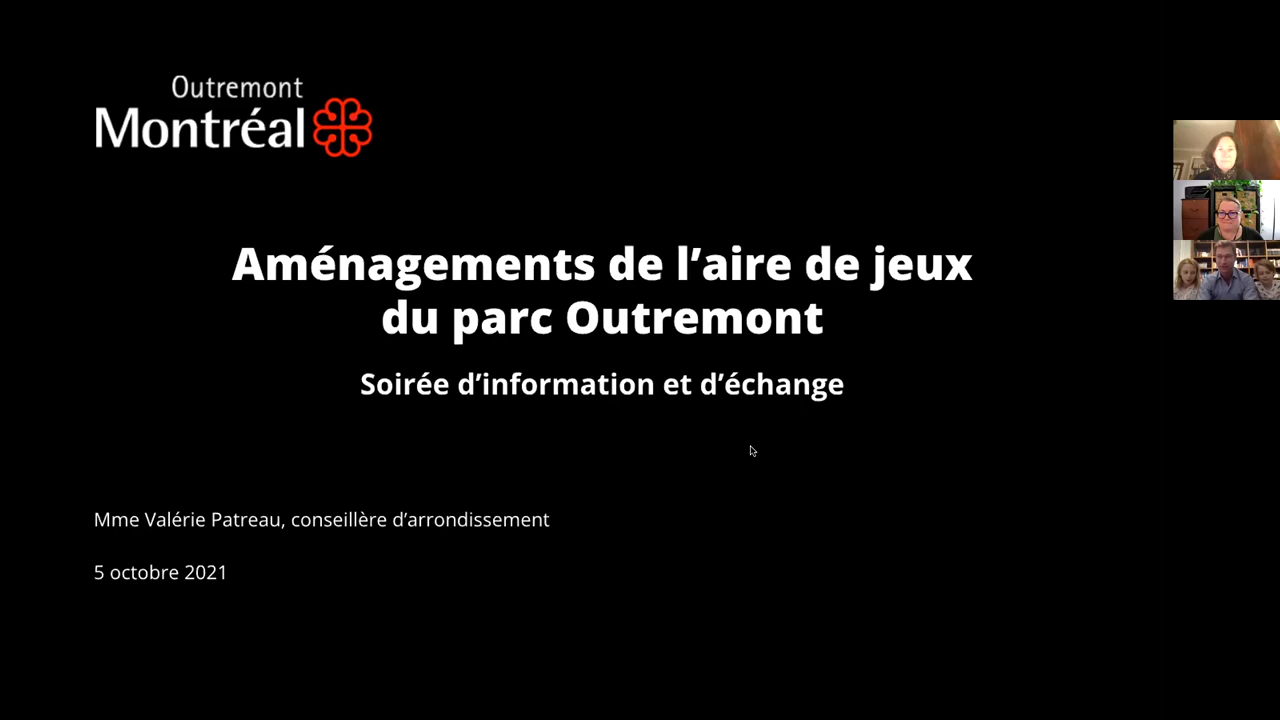 Outremont
Montréal
Aménagements de l’aire de jeux
du parc Outremont
Soirée d’information et d’échange
Mme Valérie Patreau, conseillère d’arrondissement
5 octobre 2021